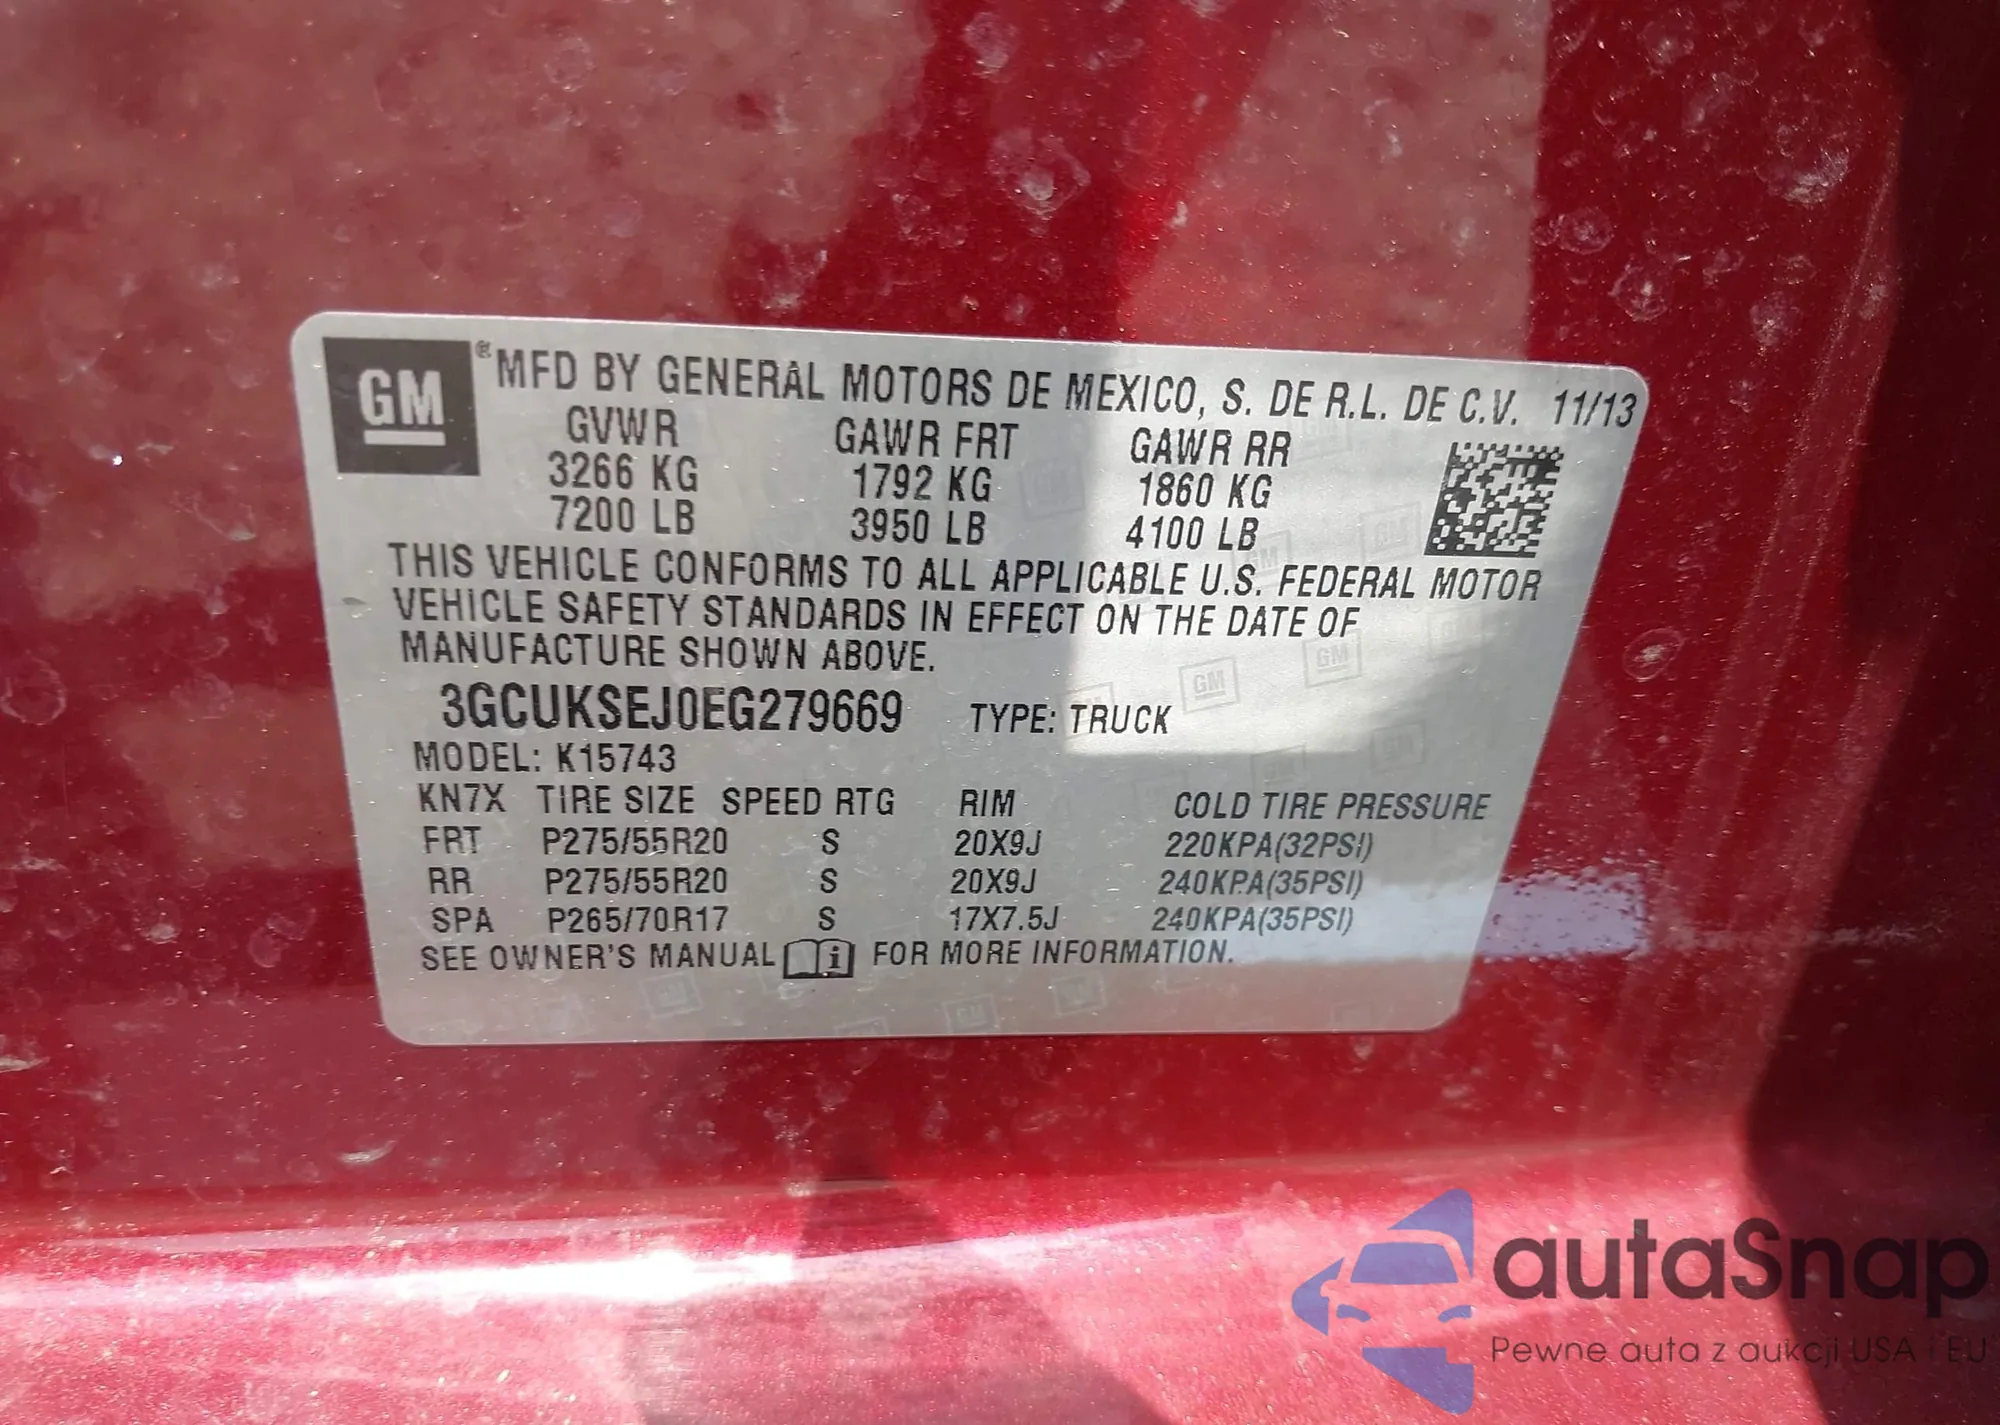 GM ® MFD BY GENERAL MOTORS DE MEXICO, S. DE R.L. DE C.V. 11/13
GVWR GAWR FRT GAWR RR
3266 KG 1792 KG 1860 KG
7200 LB 3950 LB 4100 LB
THIS VEHICLE CONFORMS TO ALL APPLICABLE U.S. FEDERAL MOTOR
VEHICLE SAFETY STANDARDS IN EFFECT ON THE DATE OF
MANUFACTURE SHOWN ABOVE.
3GCUKSEJ0EG279669 TYPE: TRUCK
MODEL: K15743
KN7X TIRE SIZE SPEED RTG RIM COLD TIRE PRESSURE
FRT P275/55R20 S 20X9J 220KPA(32PSI)
RR P275/55R20 S 20X9J 240KPA(35PSI)
SPA P265/70R17 S 17X7.5J 240KPA(35PSI)
SEE OWNER'S MANUAL i FOR MORE INFORMATION.
autaSnap
Pewne auta z aukcji USA i EU